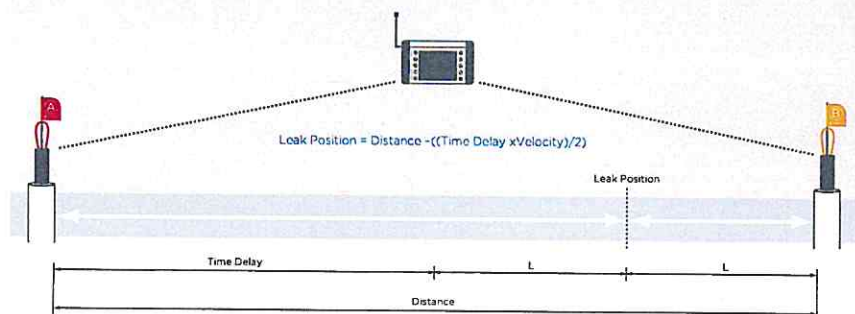 A
B
Leak Position = Distance -((Time Delay xVelocity)/2)
Leak Position
Time Delay
L
L
Distance